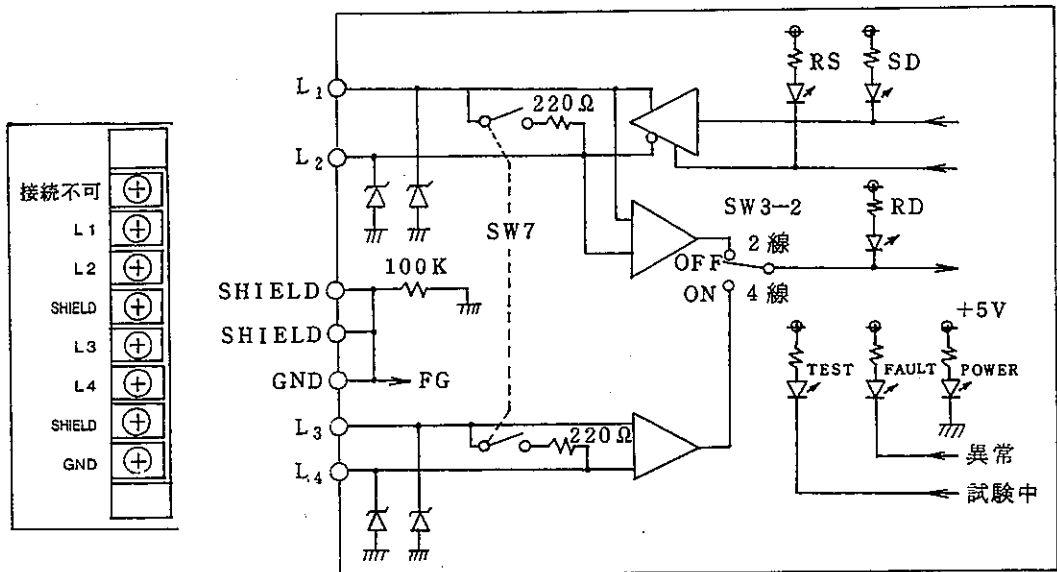 接続不可
L1
L2
SHIELD
L3
L4
SHIELD
GND
L1
L2
SHIELD
SHIELD
GND
L3
L4
220Ω
SW7
100K
FG
220Ω
RS
SD
SW3-2
2線
OFF
ON
4線
RD
+5V
TEST
FAULT
POWER
異常
試験中